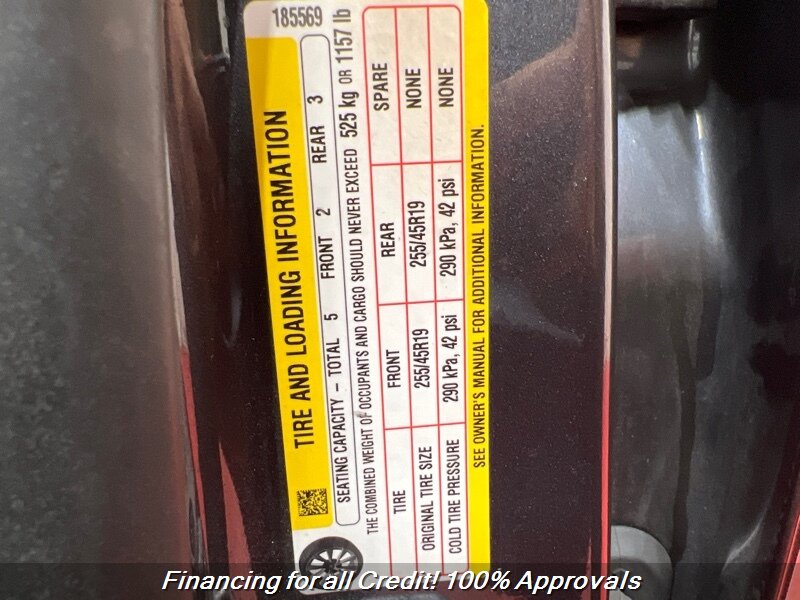 185569
TIRE AND LOADING INFORMATION
SEATING CAPACITY – TOTAL 5 FRONT 2 REAR 3
THE COMBINED WEIGHT OF OCCUPANTS AND CARGO SHOULD NEVER EXCEED 525 kg OR 1157 lb
TIRE FRONT REAR SPARE
ORIGINAL TIRE SIZE 255/45R19 255/45R19 NONE
COLD TIRE PRESSURE 290 kPa, 42 psi 290 kPa, 42 psi NONE
SEE OWNER'S MANUAL FOR ADDITIONAL INFORMATION.
Financing for all Credit! 100% Approvals